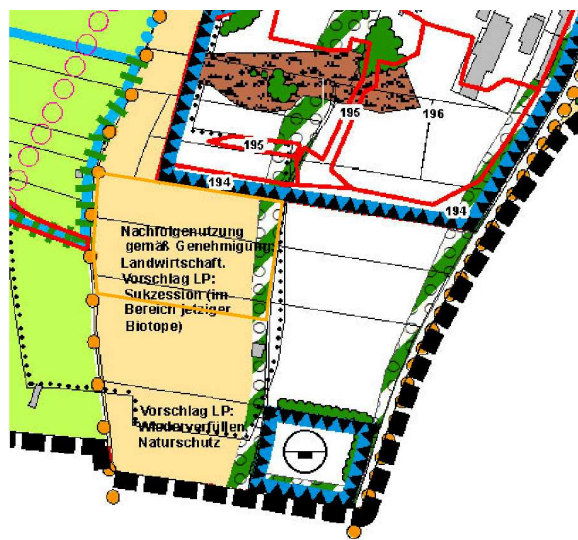 195
196
195
194
194
Nachfolgenutzung
gemäß Genehmigung:
Landwirtschaft.
Vorschlag LP:
Sukzession (im
Bereich jetziger
Biotope)
Vorschlag LP:
Wiederverfüllen
Naturschutz